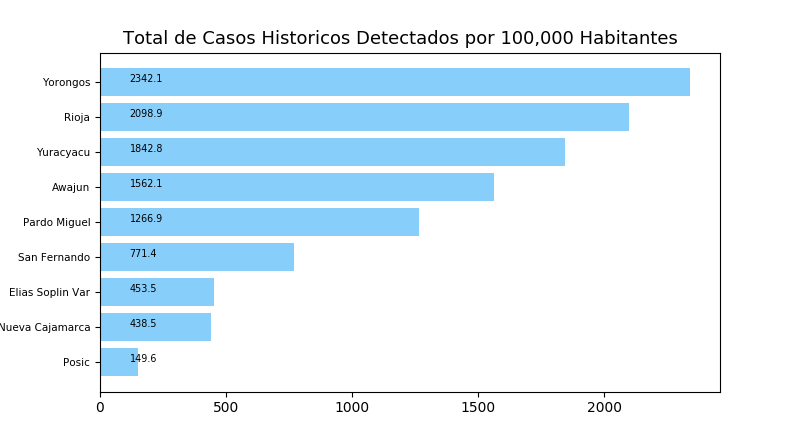 Total de Casos Historicos Detectados por 100,000 Habitantes
Yorongos 2342.1
Rioja 2098.9
Yuracyacu 1842.8
Awajun 1562.1
Pardo Miguel 1266.9
San Fernando 771.4
Elias Soplin Var 453.5
Nueva Cajamarca 438.5
Posic 149.6
0 500 1000 1500 2000